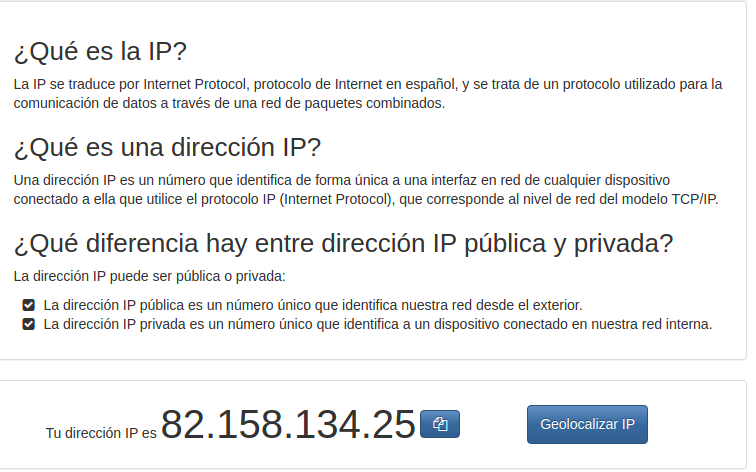 ¿Qué es la IP?
La IP se traduce por Internet Protocol, protocolo de Internet en español, y se trata de un protocolo utilizado para la
comunicación de datos a través de una red de paquetes combinados.
¿Qué es una dirección IP?
Una dirección IP es un número que identifica de forma única a una interfaz en red de cualquier dispositivo
conectado a ella que utilice el protocolo IP (Internet Protocol), que corresponde al nivel de red del modelo TCP/IP.
¿Qué diferencia hay entre dirección IP pública y privada?
La dirección IP puede ser pública o privada:
La dirección IP pública es un número único que identifica nuestra red desde el exterior.
La dirección IP privada es un número único que identifica a un dispositivo conectado en nuestra red interna.
Tu dirección IP es 82.158.134.25 Geolocalizar IP